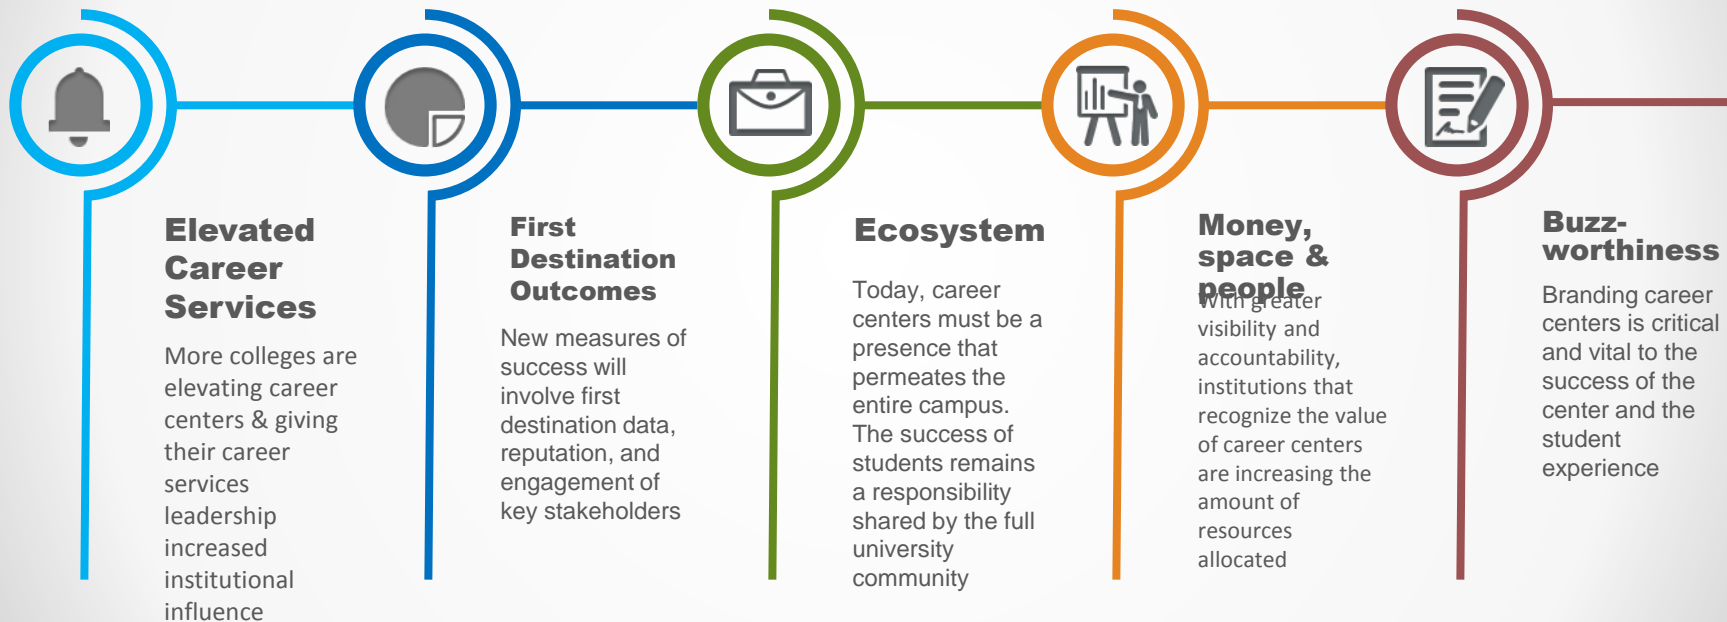 Elevated
Career
Services
More colleges are
elevating career
centers & giving
their career
services
leadership
increased
institutional
influence
First
Destination
Outcomes
New measures of
success will
involve first
destination data,
reputation, and
engagement of
key stakeholders
Ecosystem
Today, career
centers must be a
presence that
permeates the
entire campus.
The success of
students remains
a responsibility
shared by the full
university
community
Money,
space &
people
With greater
visibility and
accountability,
institutions that
recognize the value
of career centers
are increasing the
amount of
resources
allocated
Buzz-
worthiness
Branding career
centers is critical
and vital to the
success of the
center and the
student
experience